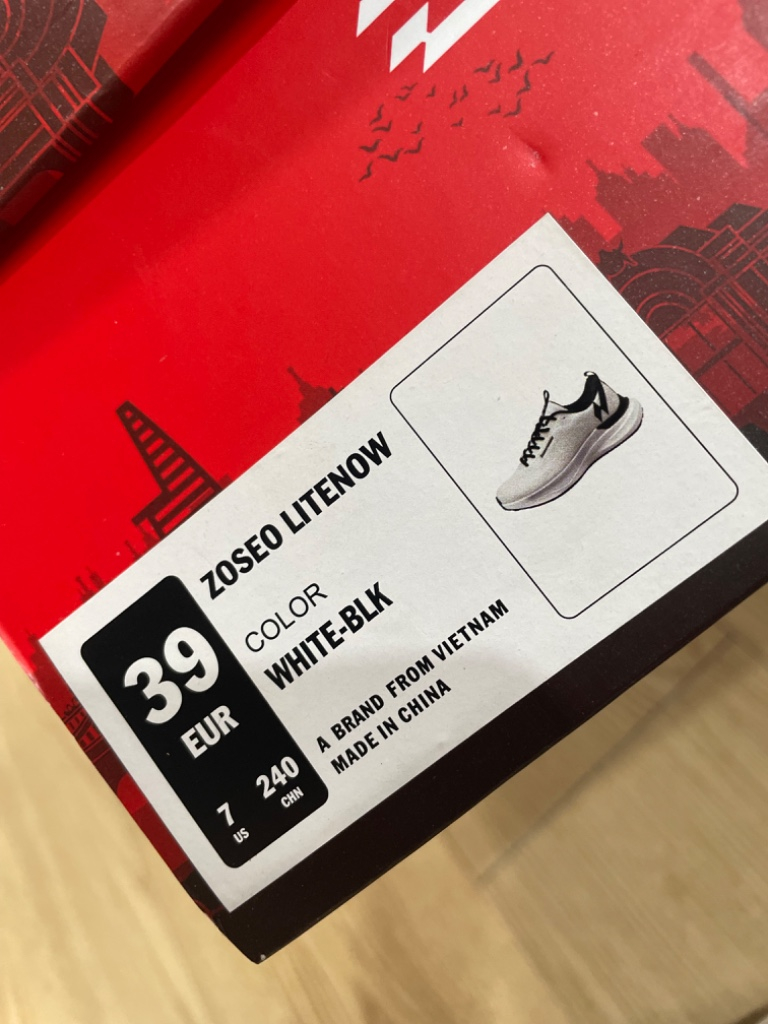 ZOSEO LITENOW
COLOR
WHITE-BLK
A BRAND FROM VIETNAM
MADE IN CHINA
39
EUR
7 240
US CHN